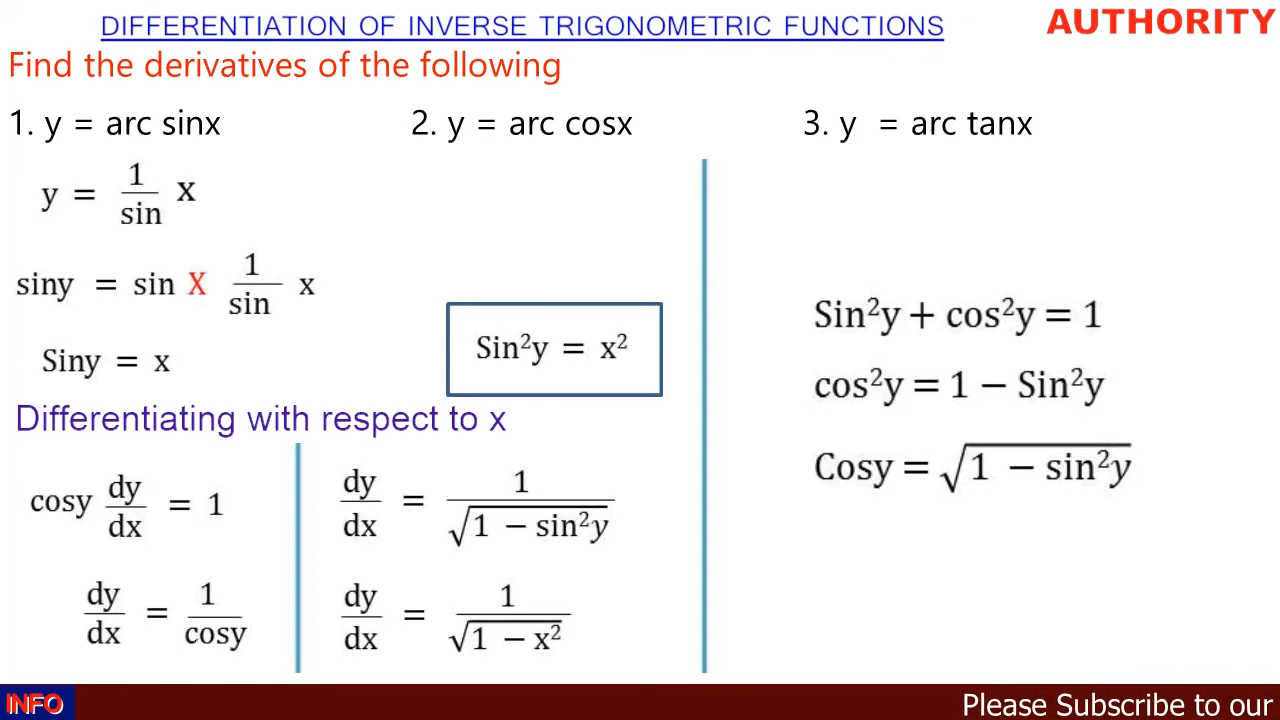 DIFFERENTIATION OF INVERSE TRIGONOMETRIC FUNCTIONS
AUTHORITY
Find the derivatives of the following
1. y = arc sinx
2. y = arc cosx
3. y = arc tanx
y = 1/sin x
siny = sin X 1/sin x
Siny = x
Sin²y = x²
Differentiating with respect to x
cosy dy/dx = 1
dy/dx = 1/cosy
dy/dx = 1/√(1 − sin²y)
dy/dx = 1/√(1 − x²)
Sin²y + cos²y = 1
cos²y = 1 − Sin²y
Cosy = √(1 − sin²y)
INFO
Please Subscribe to our